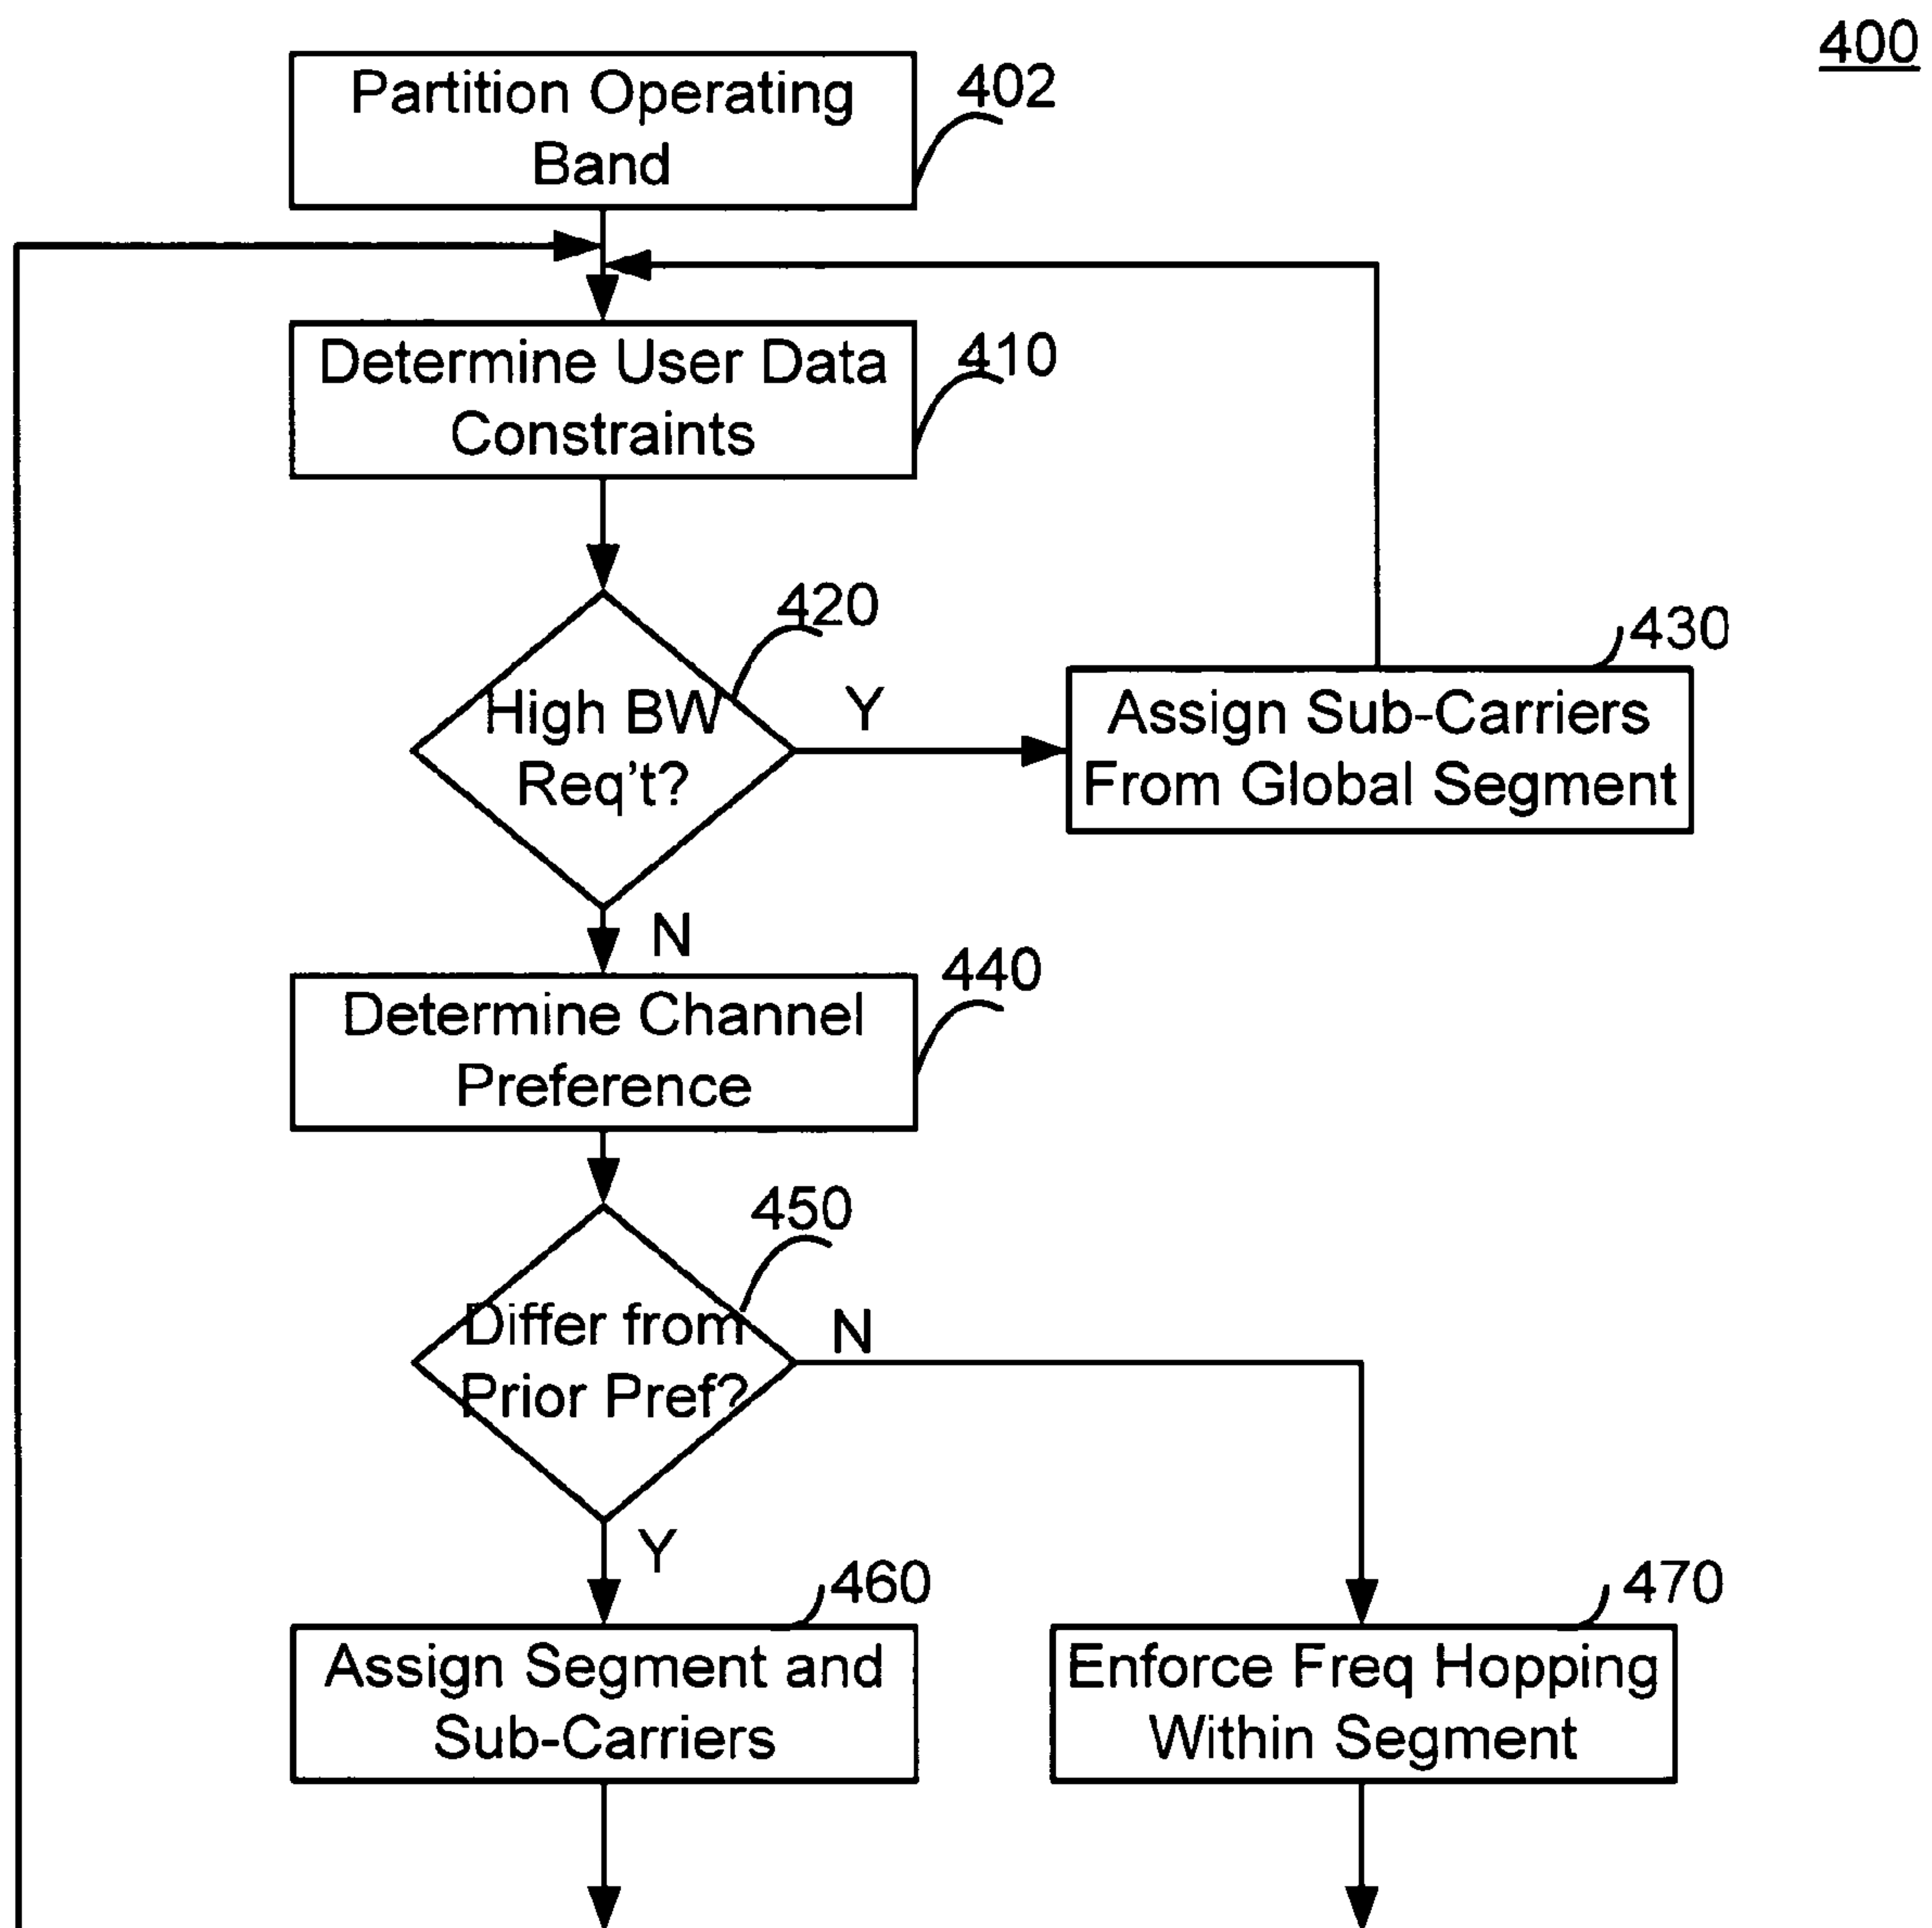 400
Partition Operating
Band
402
Determine User Data
Constraints
410
420
High BW
Req't?
Y
430
Assign Sub-Carriers
From Global Segment
N
440
Determine Channel
Preference
450
Differ from
Prior Pref?
N
Y
460
Assign Segment and
Sub-Carriers
470
Enforce Freq Hopping
Within Segment